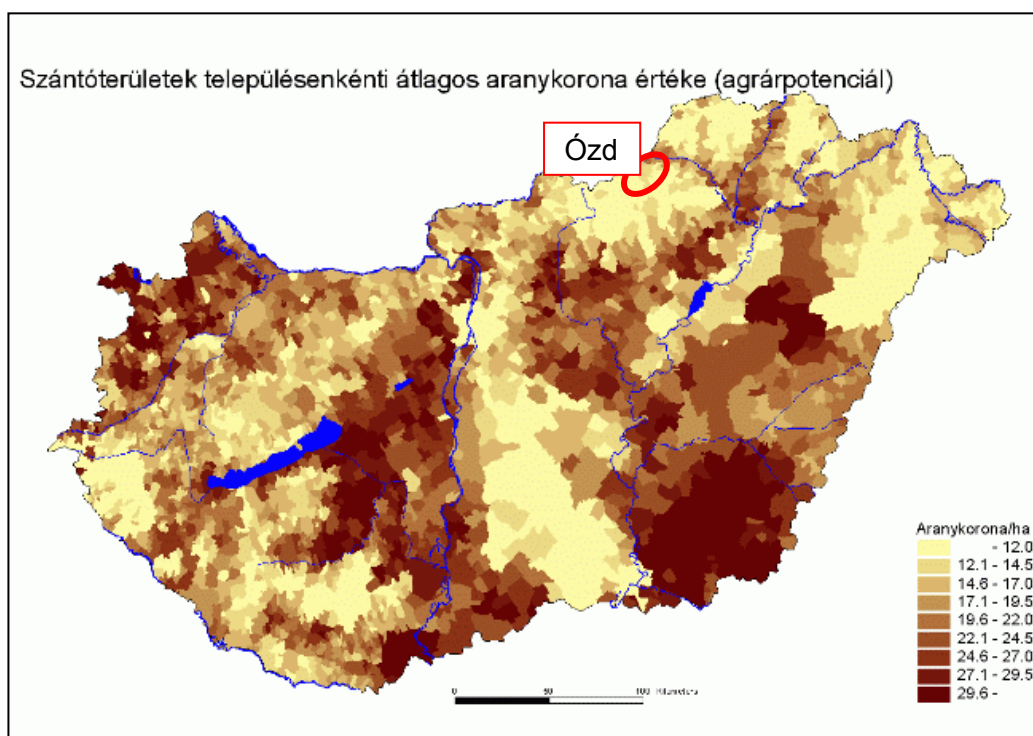 Szántóterületek településenkénti átlagos aranykorona értéke (agrárpotenciál)
Ózd
Aranykorona/ha
- 12.0
12.1 - 14.5
14.6 - 17.0
17.1 - 19.5
19.6 - 22.0
22.1 - 24.5
24.6 - 27.0
27.1 - 29.5
29.6 -
0 50 100 Kilometers